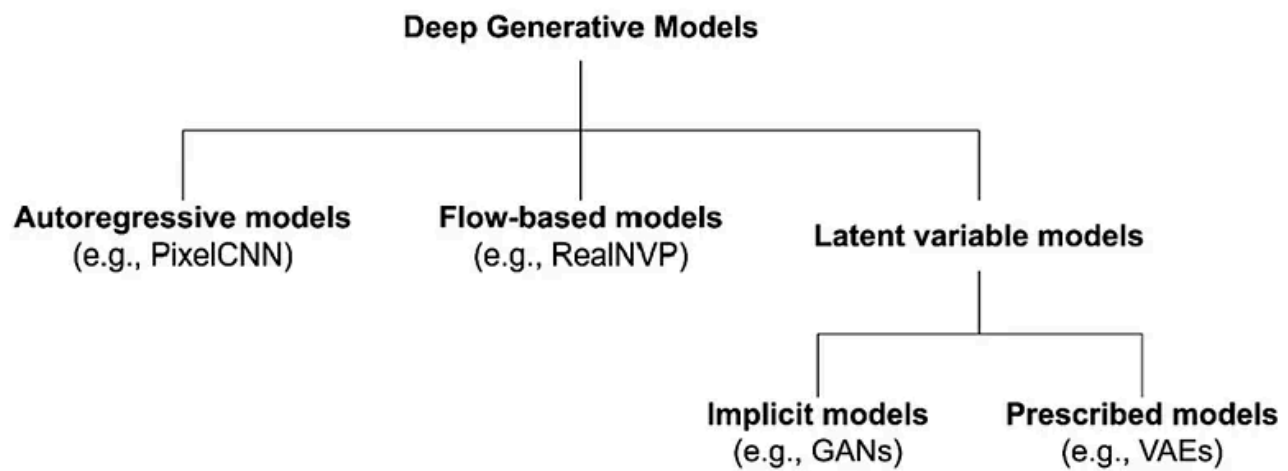 Deep Generative Models
Autoregressive models
(e.g., PixelCNN)
Flow-based models
(e.g., RealNVP)
Latent variable models
Implicit models
(e.g., GANs)
Prescribed models
(e.g., VAEs)